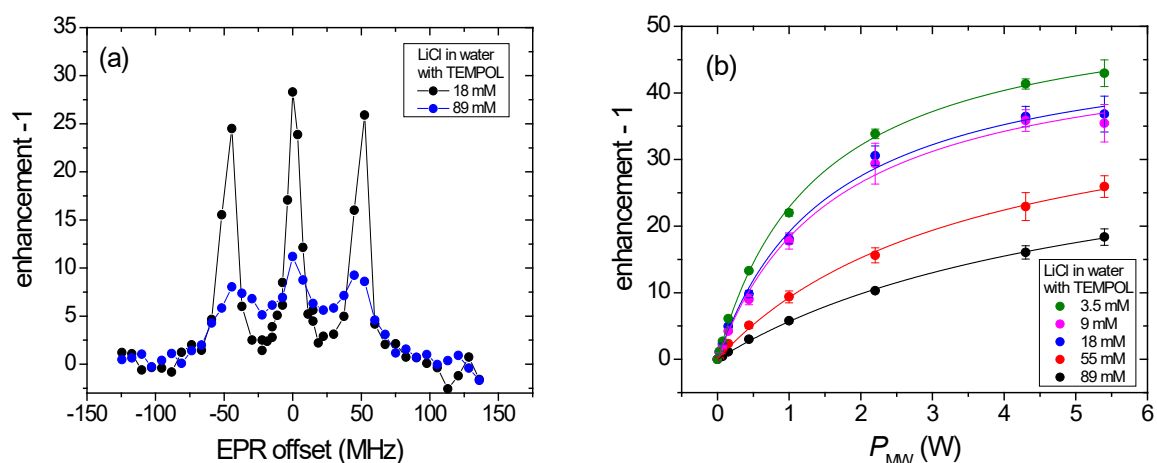 (a)
LiCl in water
with TEMPOL
18 mM
89 mM
35
30
25
20
15
10
5
0
enhancement -1
-150 -100 -50 0 50 100 150
EPR offset (MHz)
(b)
50
40
30
20
10
0
enhancement - 1
LiCl in water
with TEMPOL
3.5 mM
9 mM
18 mM
55 mM
89 mM
0 1 2 3 4 5 6
P_MW (W)